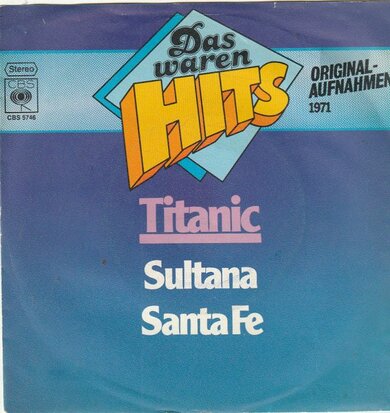 Das
waren
HITS
Stereo
CBS
CBS 5746
ORIGINAL-
AUFNAHMEN
1971
Titanic
Sultana
Santa Fe